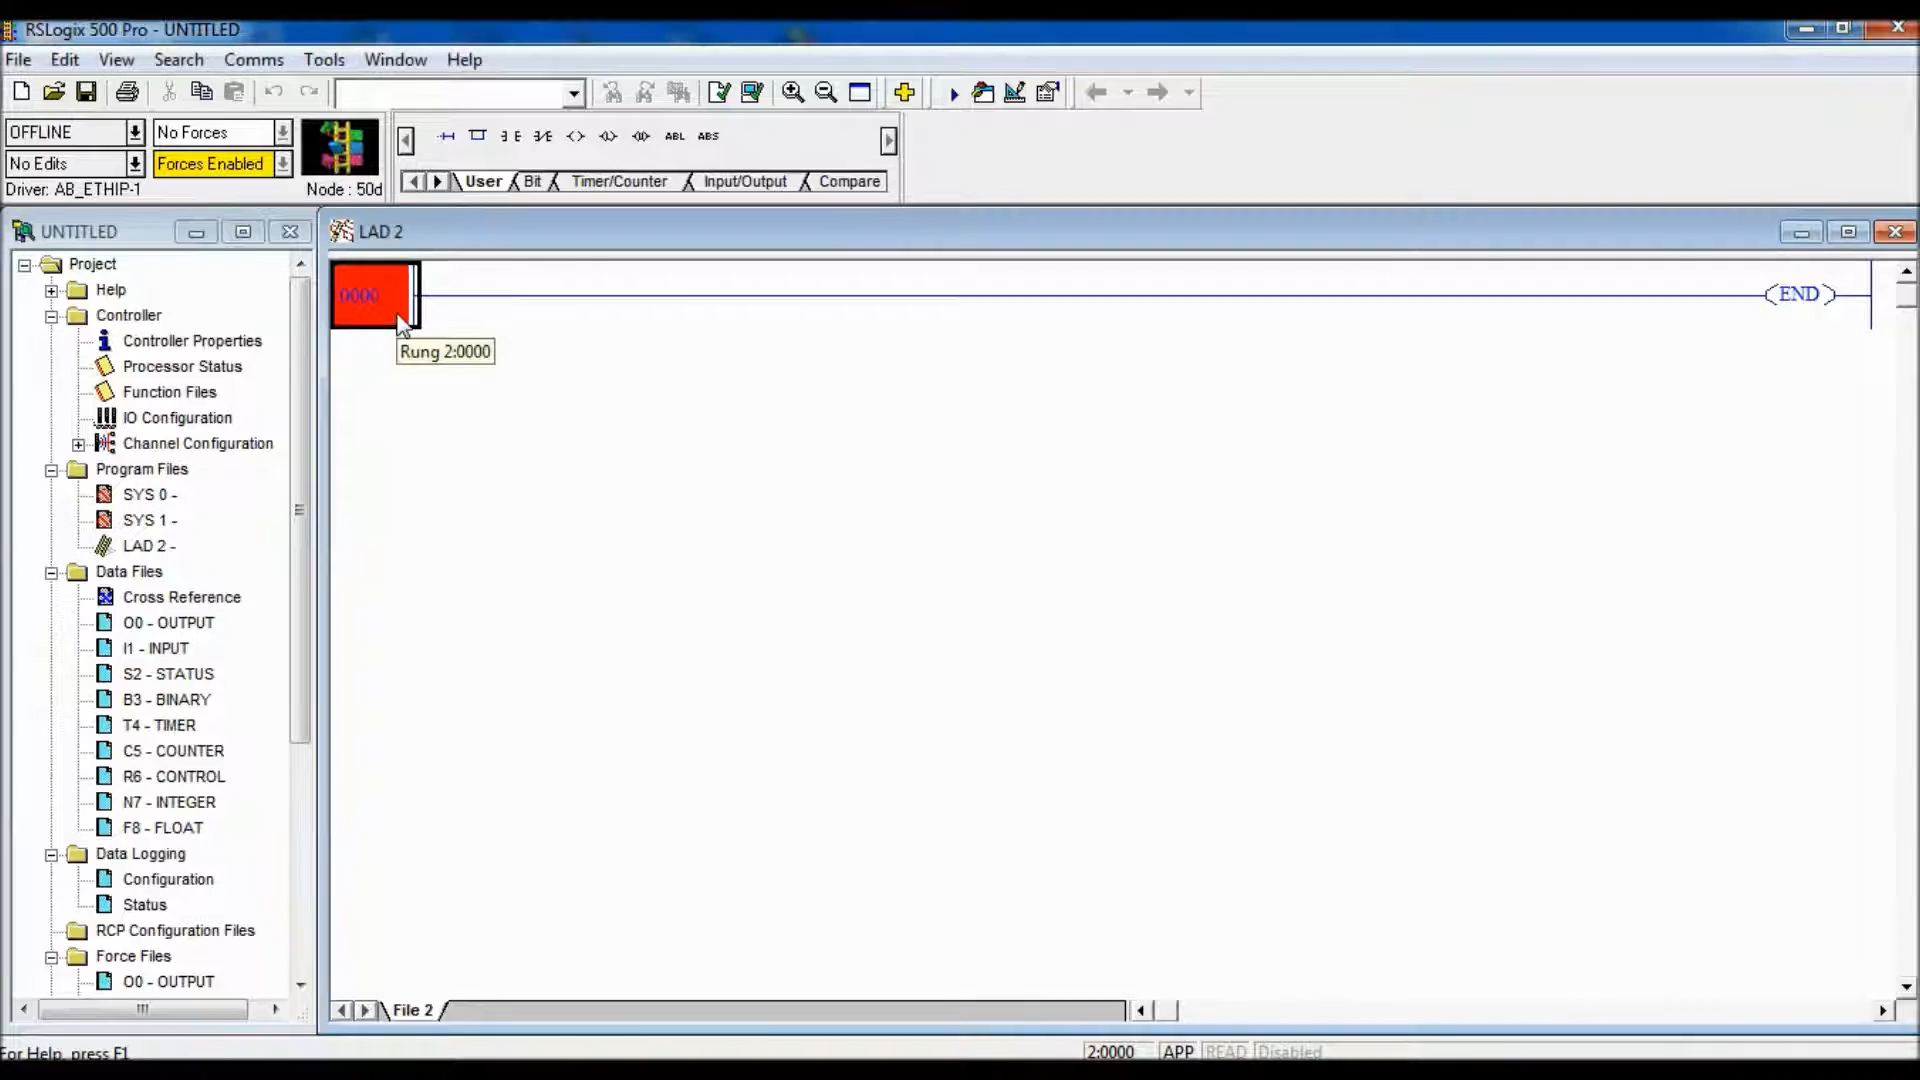 RSLogix 500 Pro - UNTITLED
File Edit View Search Comms Tools Window Help
OFFLINE No Forces
No Edits Forces Enabled
ABL ABS
Driver: AB_ETHIP-1 Node : 50d
User Bit Timer/Counter Input/Output Compare
UNTITLED
Project
Help
Controller
Controller Properties
Processor Status
Function Files
IO Configuration
Channel Configuration
Program Files
SYS 0 -
SYS 1 -
LAD 2 -
Data Files
Cross Reference
O0 - OUTPUT
I1 - INPUT
S2 - STATUS
B3 - BINARY
T4 - TIMER
C5 - COUNTER
R6 - CONTROL
N7 - INTEGER
F8 - FLOAT
Data Logging
Configuration
Status
RCP Configuration Files
Force Files
O0 - OUTPUT
LAD 2
0000
END
Rung 2:0000
File 2
For Help, press F1
2:0000 APP READ Disabled